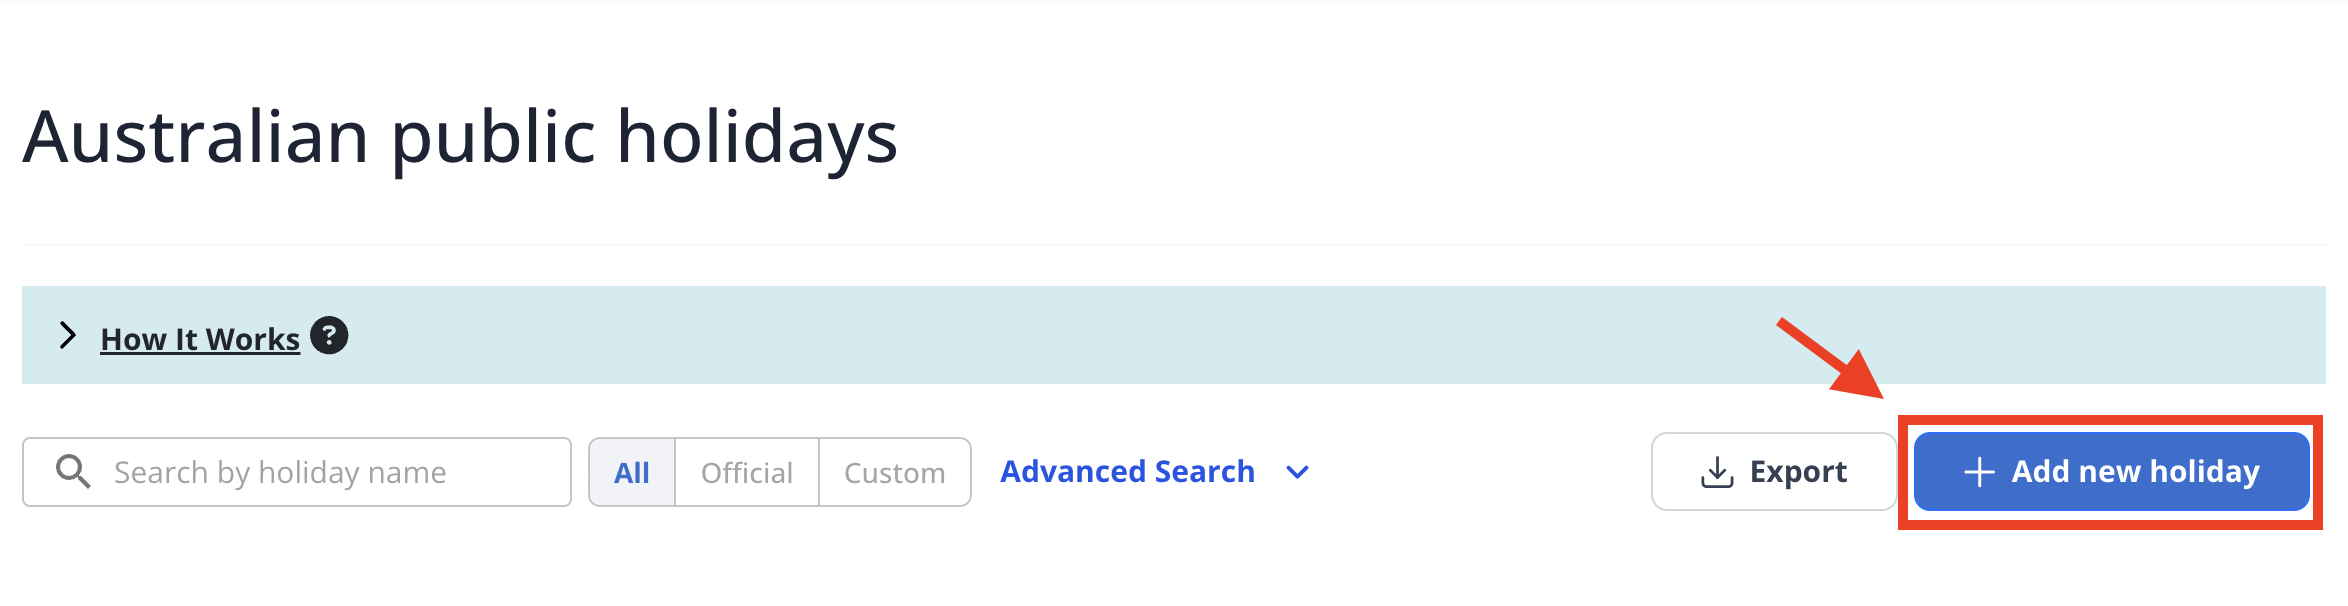 Australian public holidays
How It Works ?
Search by holiday name All Official Custom Advanced Search Export Add new holiday